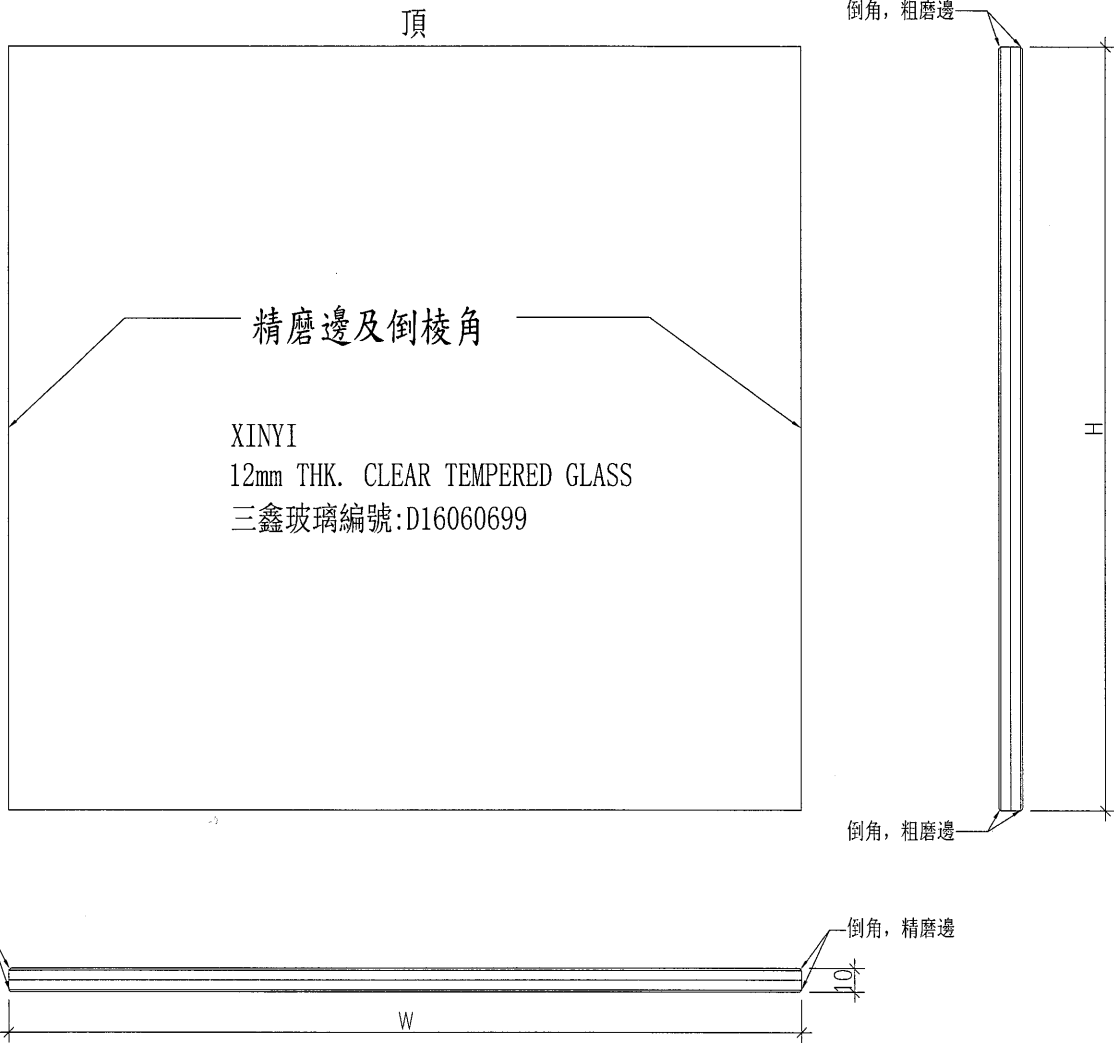 頂
倒角，粗磨邊
精磨邊及倒棱角
XINYI
12mm THK. CLEAR TEMPERED GLASS
三鑫玻璃編號:D16060699
H
倒角，粗磨邊
倒角，精磨邊
10
W